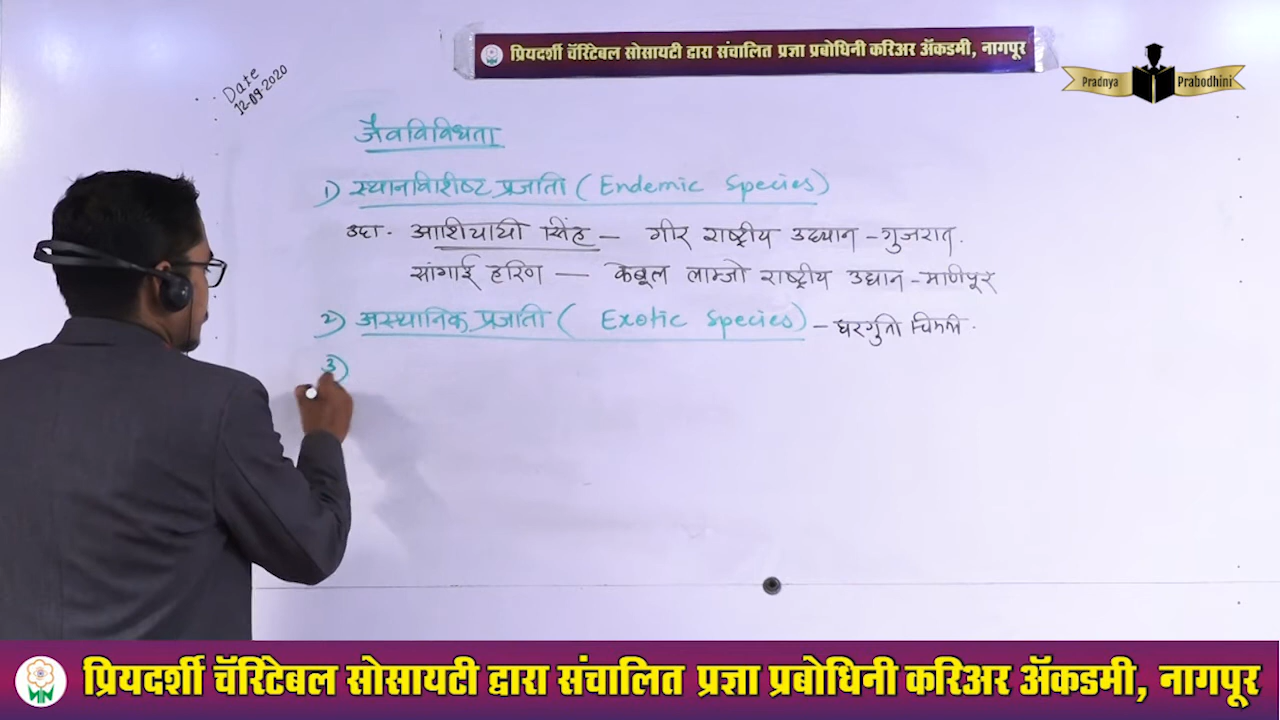 प्रियदर्शी चॅरिटेबल सोसायटी द्वारा संचालित प्रज्ञा प्रबोधिनी करिअर ॲकडमी, नागपूर
Pradnya Prabodhini
Date
12-09-2020
जैवविविधता
1) स्थानविशीष्ट प्रजाती ( Endemic Species )
उदा. आशियायी सिंह – गीर राष्ट्रीय उद्यान – गुजरात.
सांगाई हरिण — केबूल लाम्जो राष्ट्रीय उद्यान – मणीपूर
2) अस्थानिक प्रजाती ( Exotic Species ) – घरगुती चिमणी.
3)
प्रियदर्शी चॅरिटेबल सोसायटी द्वारा संचालित प्रज्ञा प्रबोधिनी करिअर ॲकडमी, नागपूर